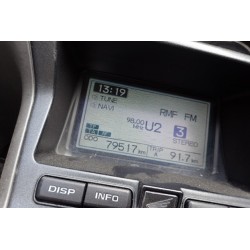 13:19
TUNE
NAVI
RMF FM
98.00 MHz U2 3
TP
STEREO
ODO 79517 km TRIP A 91.7 km
DISP INFO